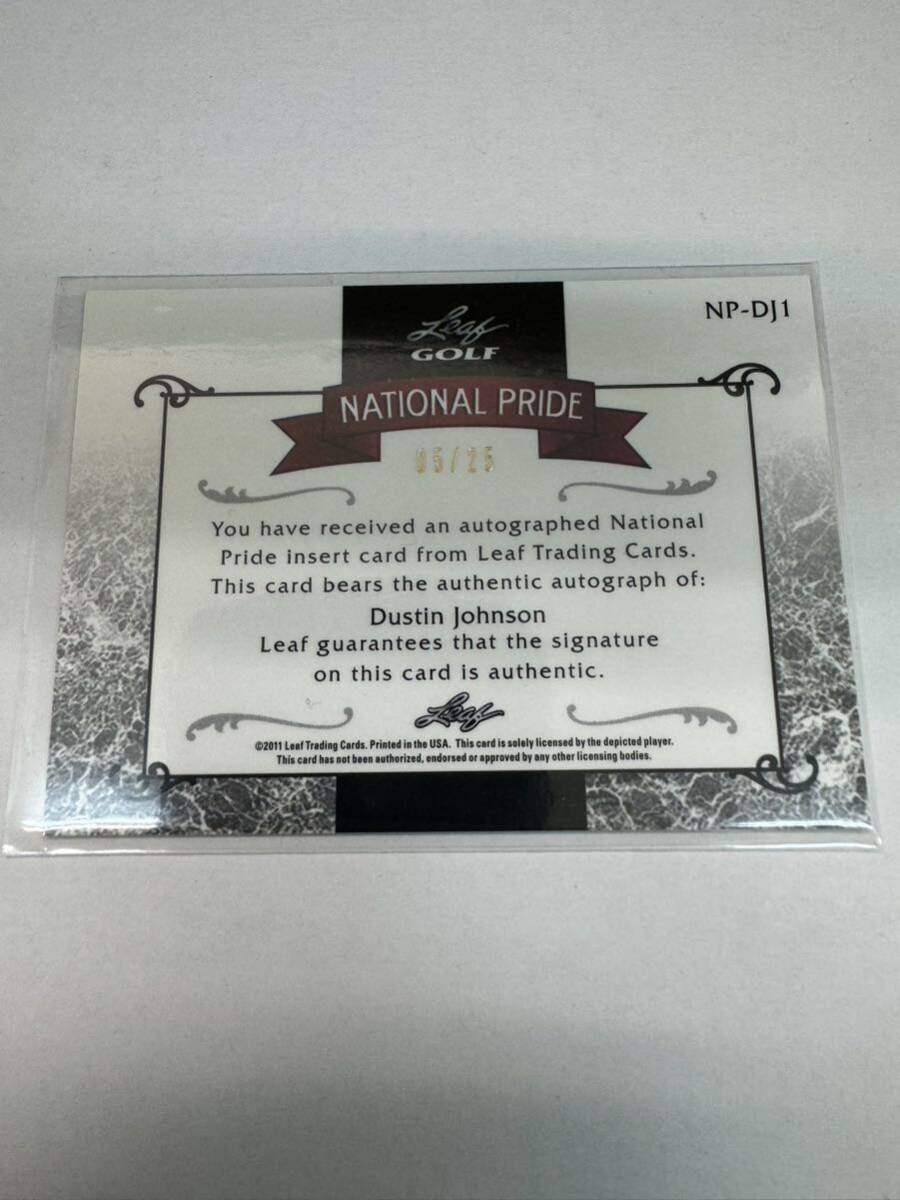 NP-DJ1
Leaf
GOLF
NATIONAL PRIDE
05/25
You have received an autographed National
Pride insert card from Leaf Trading Cards.
This card bears the authentic autograph of:
Dustin Johnson
Leaf guarantees that the signature
on this card is authentic.
Leaf
©2011 Leaf Trading Cards. Printed in the USA. This card is solely licensed by the depicted player.
This card has not been authorized, endorsed or approved by any other licensing bodies.